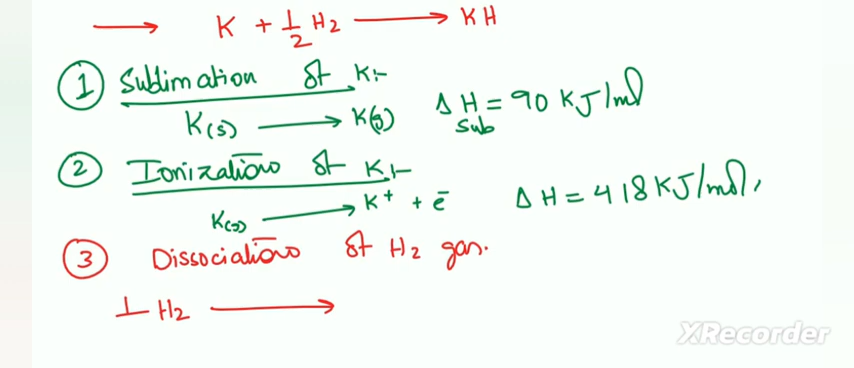 ⟶ K + 1/2 H₂ ⟶ KH
① Sublimation of K:-
K(s) ⟶ K(g) ΔH sub = 90 KJ/mol
② Ionization of K:-
K(g) ⟶ K⁺ + ē ΔH = 418 KJ/mol,
③ Dissociation of H₂ gas.
1 H₂ ⟶
XRecorder